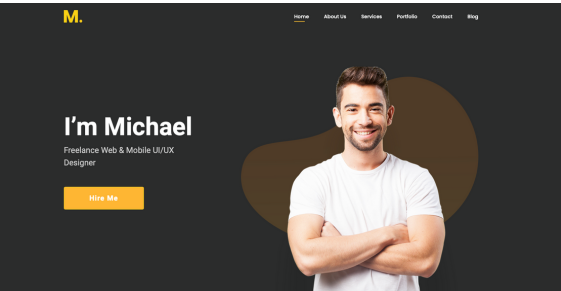 M.
Home About Us Services Portfolio Contact Blog
I'm Michael
Freelance Web & Mobile UI/UX
Designer
Hire Me